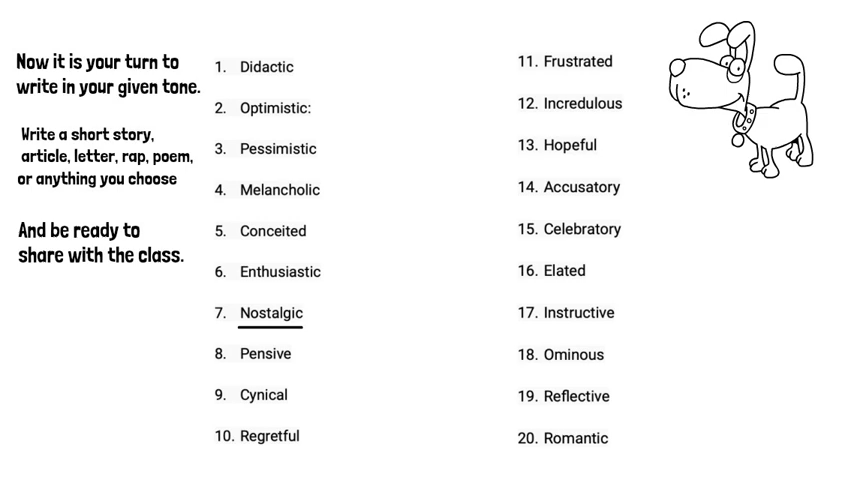 Now it is your turn to
write in your given tone.
Write a short story,
article, letter, rap, poem,
or anything you choose
And be ready to
share with the class.
1. Didactic
2. Optimistic:
3. Pessimistic
4. Melancholic
5. Conceited
6. Enthusiastic
7. Nostalgic
8. Pensive
9. Cynical
10. Regretful
11. Frustrated
12. Incredulous
13. Hopeful
14. Accusatory
15. Celebratory
16. Elated
17. Instructive
18. Ominous
19. Reflective
20. Romantic